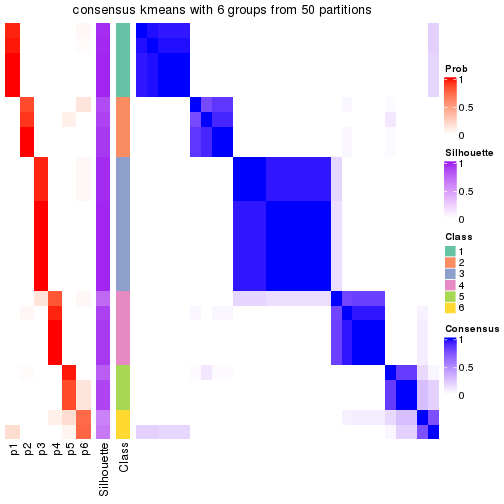 consensus kmeans with 6 groups from 50 partitions
Prob
1
0.5
0
Silhouette
1
0.5
0
Class
1
2
3
4
5
6
Consensus
1
0.5
0
p1
p2
p3
p4
p5
p6
Silhouette
Class